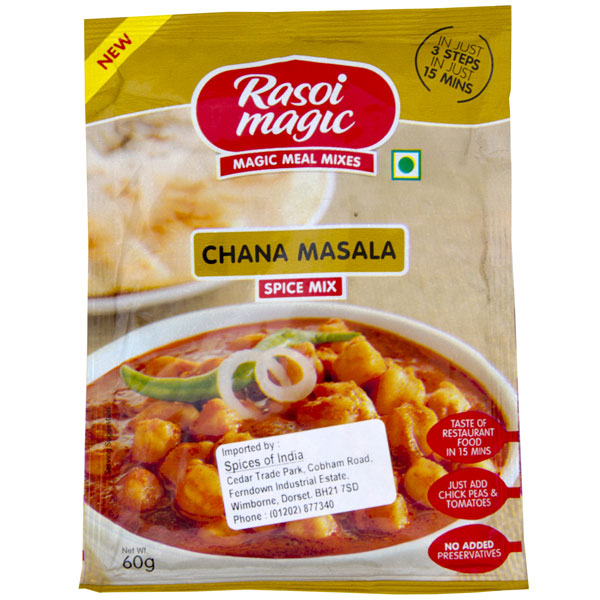 NEW
IN JUST
3 STEPS
IN JUST
15 MINS
Rasoi
magic
MAGIC MEAL MIXES
CHANA MASALA
SPICE MIX
TASTE OF
RESTAURANT
FOOD
IN 15 MINS
Imported by :
Spices of India
Cedar Trade Park, Cobham Road,
Ferndown Industrial Estate,
Wimborne, Dorset. BH21 7SD
Phone : (01202) 877340
JUST ADD
CHICK PEAS &
TOMATOES
NO ADDED
PRESERVATIVES
Net Wt.
60g